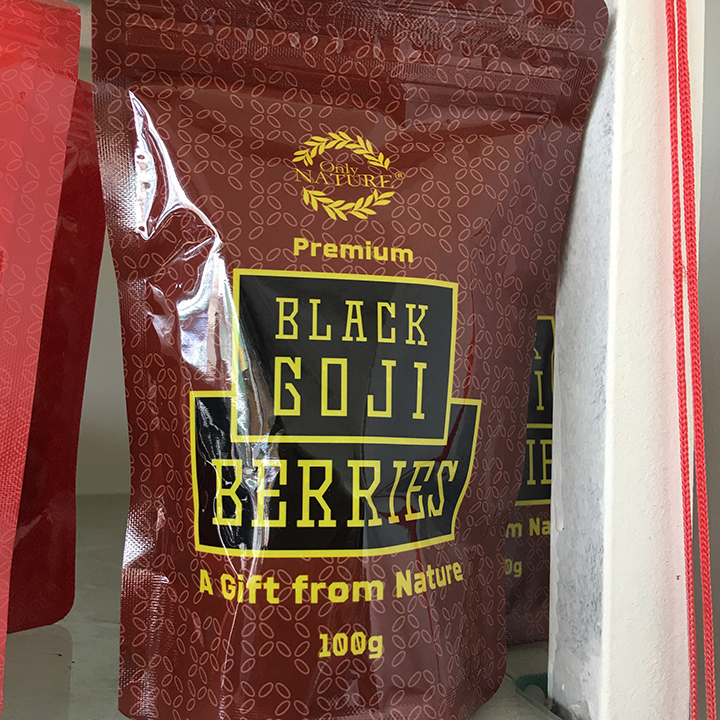 Only
NATURE®
Premium
BLACK
GOJI
BERRIES
A Gift from Nature
100g